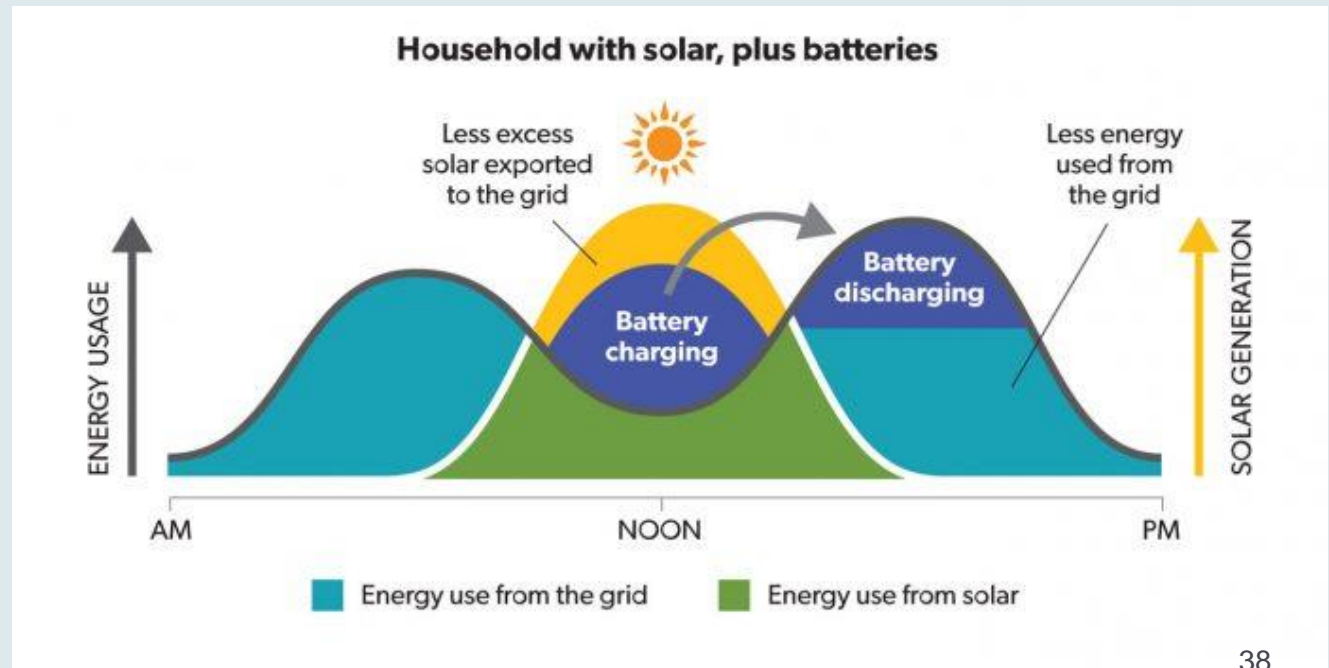 Household with solar, plus batteries
Less excess
solar exported
to the grid
Less energy
used from
the grid
ENERGY USAGE
Battery
charging
Battery
discharging
SOLAR GENERATION
AM
NOON
PM
Energy use from the grid
Energy use from solar
38